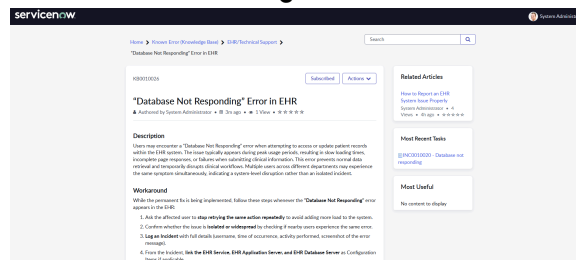 servicenow
System Administ
Home > Known Error (Knowledge Base) > EHR/Technical Support >
Search
"Database Not Responding" Error in EHR
KB0010026
Subscribed
Actions
"Database Not Responding" Error in EHR
Authored by System Administrator • 3m ago • 1 View • ★★★★★
Description
Users may encounter a "Database Not Responding" error when attempting to access or update patient records
within the EHR system. The issue typically appears during peak usage periods, resulting in slow loading times,
incomplete page responses, or failures when submitting clinical information. This error prevents normal data
retrieval and temporarily disrupts clinical workflows. Multiple users across different departments may experience
the same symptom simultaneously, indicating a system-level disruption rather than an isolated incident.
Workaround
While the permanent fix is being implemented, follow these steps whenever the "Database Not Responding" error
appears in the EHR:
1. Ask the affected user to stop retrying the same action repeatedly to avoid adding more load to the system.
2. Confirm whether the issue is isolated or widespread by checking if nearby users experience the same error.
3. Log an Incident with full details (username, time of occurrence, activity performed, screenshot of the error
message).
4. From the Incident, link the EHR Service, EHR Application Server, and EHR Database Server as Configuration
Related Articles
How to Report an EHR
System Issue Properly
System Administrator • 4
Views • 4h ago • ★★★★★
Most Recent Tasks
INC0010020 - Database not
responding
Most Useful
No content to display